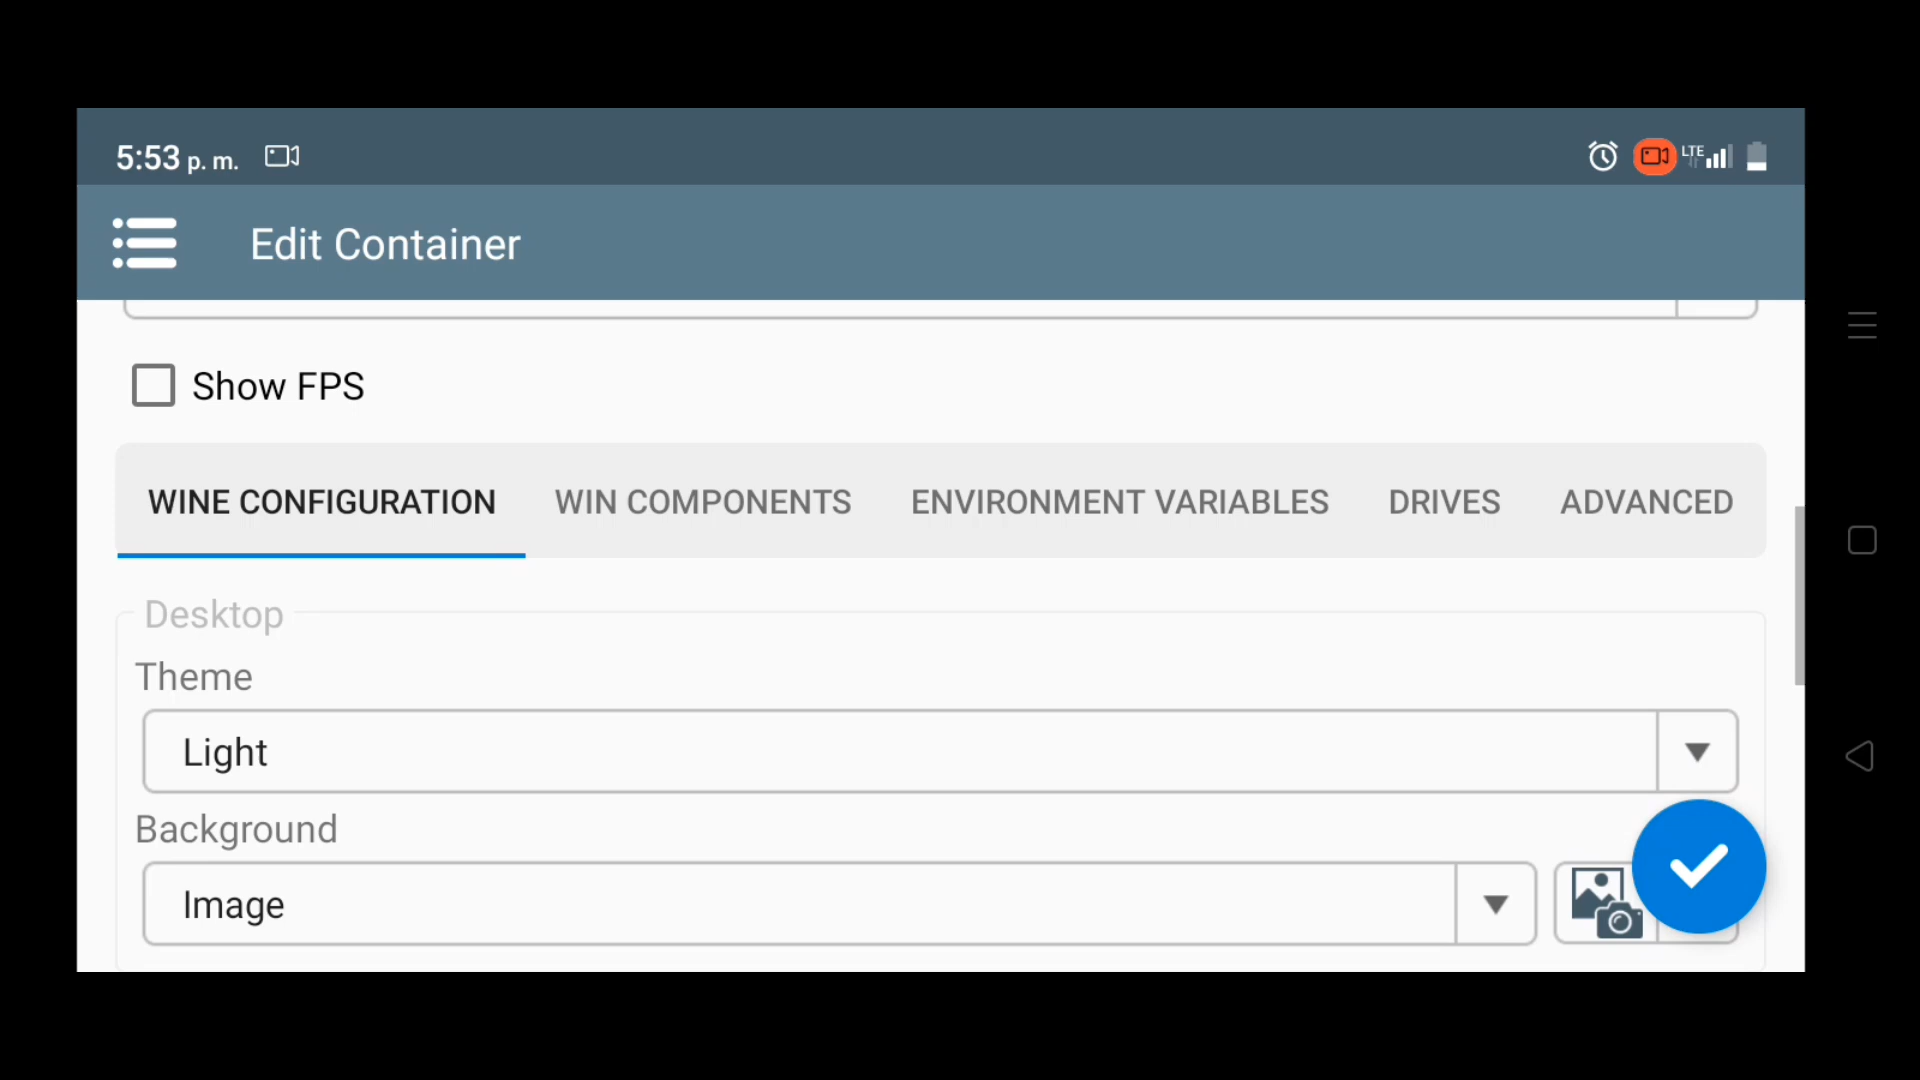 5:53 p. m.
LTE
Edit Container
Show FPS
WINE CONFIGURATION WIN COMPONENTS ENVIRONMENT VARIABLES DRIVES ADVANCED
Desktop
Theme
Light
Background
Image